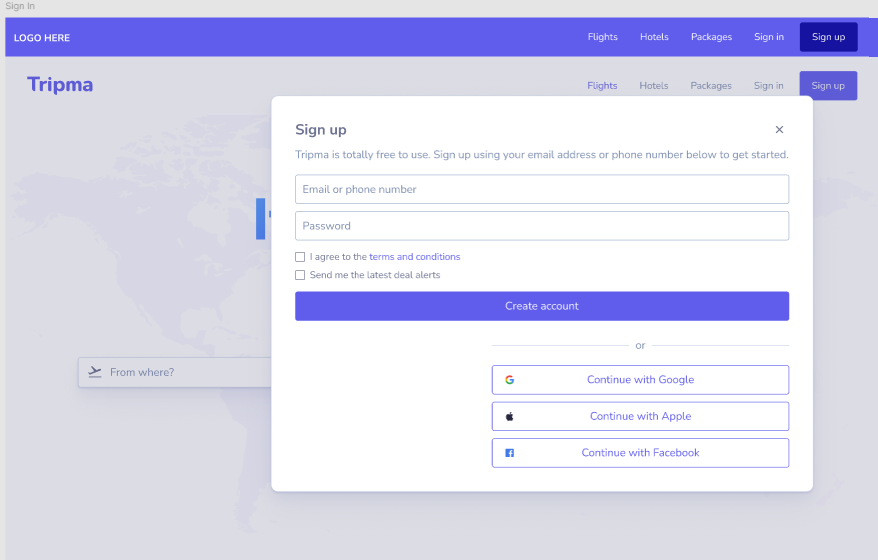 Sign In
LOGO HERE
Flights Hotels Packages Sign in Sign up
Tripma
Flights Hotels Packages Sign in Sign up
Sign up
Tripma is totally free to use. Sign up using your email address or phone number below to get started.
Email or phone number
Password
I agree to the terms and conditions
Send me the latest deal alerts
Create account
or
From where?
Continue with Google
Continue with Apple
Continue with Facebook